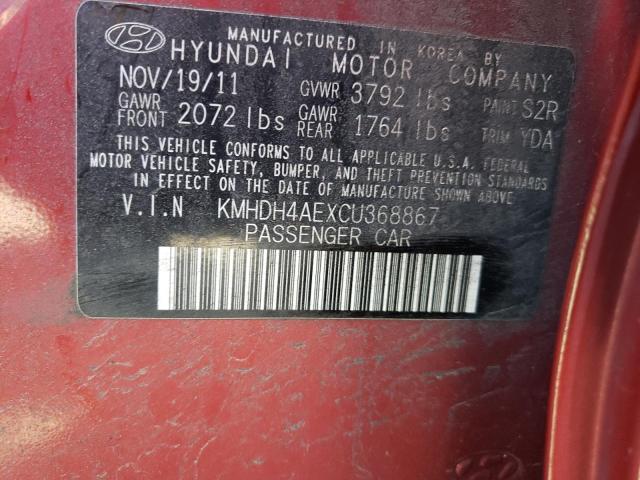 MANUFACTURED IN KOREA BY
HYUNDAI MOTOR COMPANY
NOV/19/11 GVWR 3792 lbs PAINT S2R
GAWR FRONT 2072 lbs GAWR REAR 1764 lbs TRIM YDA
THIS VEHICLE CONFORMS TO ALL APPLICABLE U.S.A. FEDERAL
MOTOR VEHICLE SAFETY, BUMPER, AND THEFT PREVENTION STANDARDS
IN EFFECT ON THE DATE OF MANUFACTURE SHOWN ABOVE.
V.I.N KMHDH4AEXCU368867
PASSENGER CAR